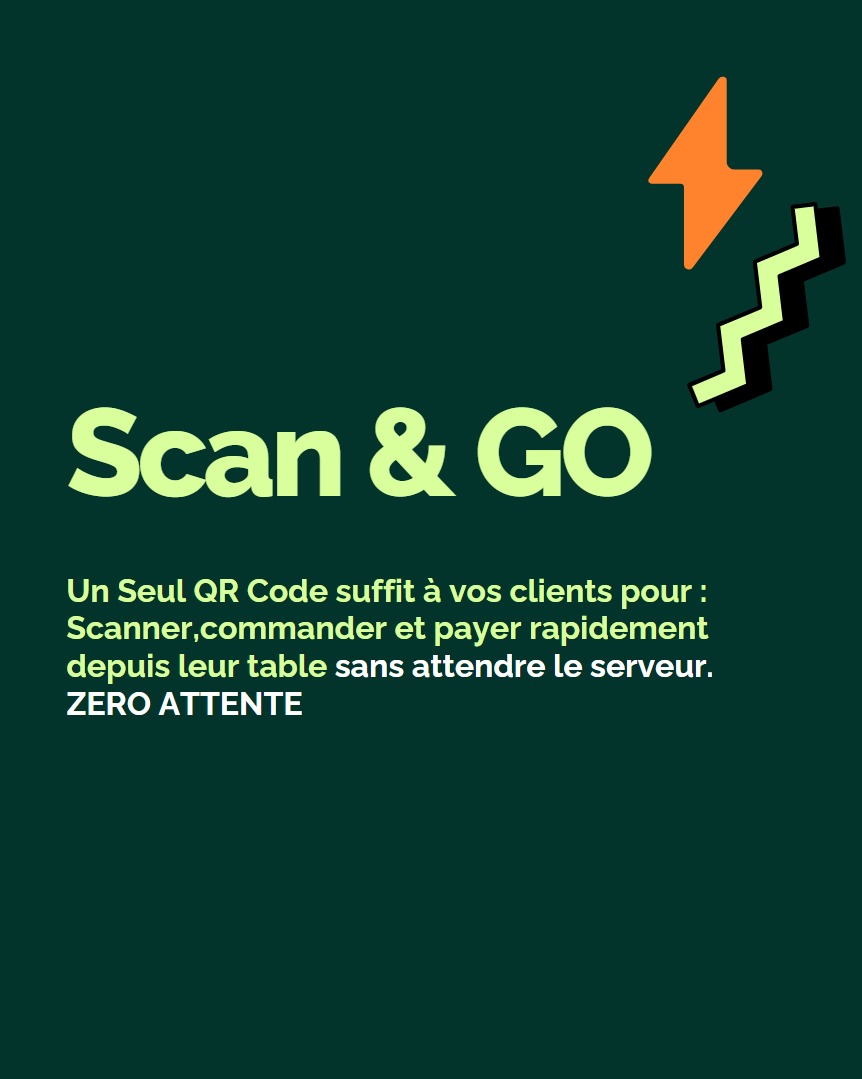 Scan & GO
Un Seul QR Code suffit à vos clients pour :
Scanner,commander et payer rapidement
depuis leur table sans attendre le serveur.
ZERO ATTENTE